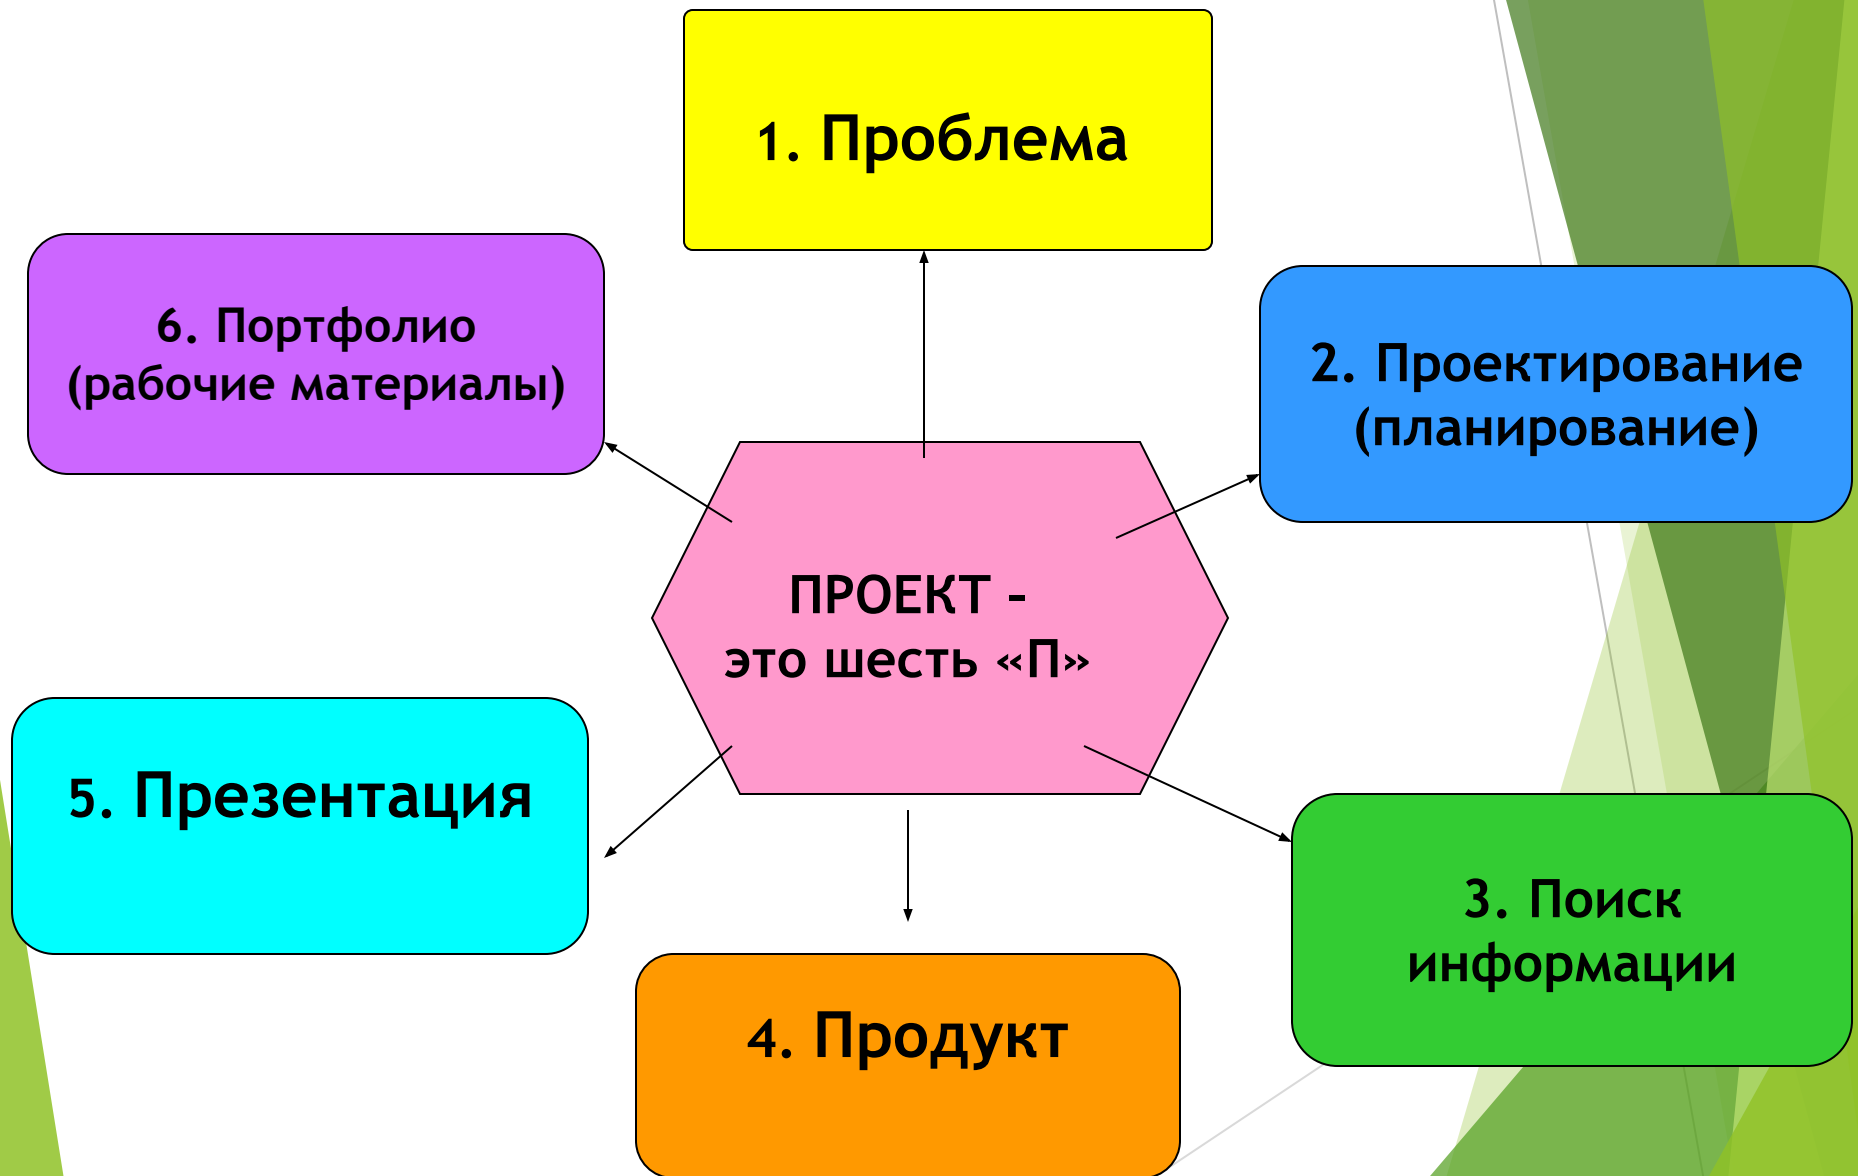 1. Проблема
2. Проектирование
(планирование)
3. Поиск
информации
4. Продукт
5. Презентация
6. Портфолио
(рабочие материалы)
ПРОЕКТ –
это шесть «П»